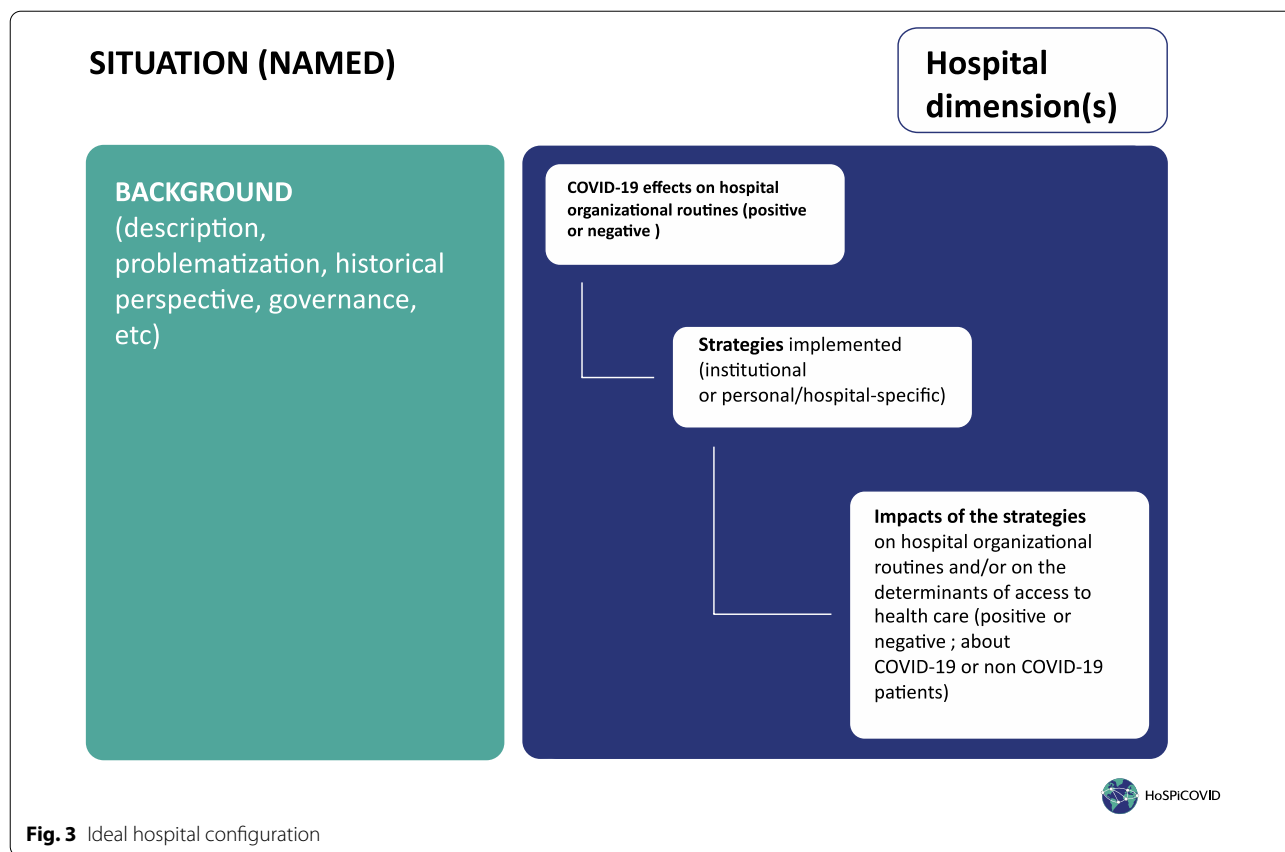 SITUATION (NAMED)
Hospital
dimension(s)
BACKGROUND
(description,
problematization, historical
perspective, governance,
etc)
COVID-19 effects on hospital
organizational routines (positive
or negative )
Strategies implemented
(institutional
or personal/hospital-specific)
Impacts of the strategies
on hospital organizational
routines and/or on the
determinants of access to
health care (positive or
negative ; about
COVID-19 or non COVID-19
patients)
HoSPiCOVID
Fig. 3 Ideal hospital configuration